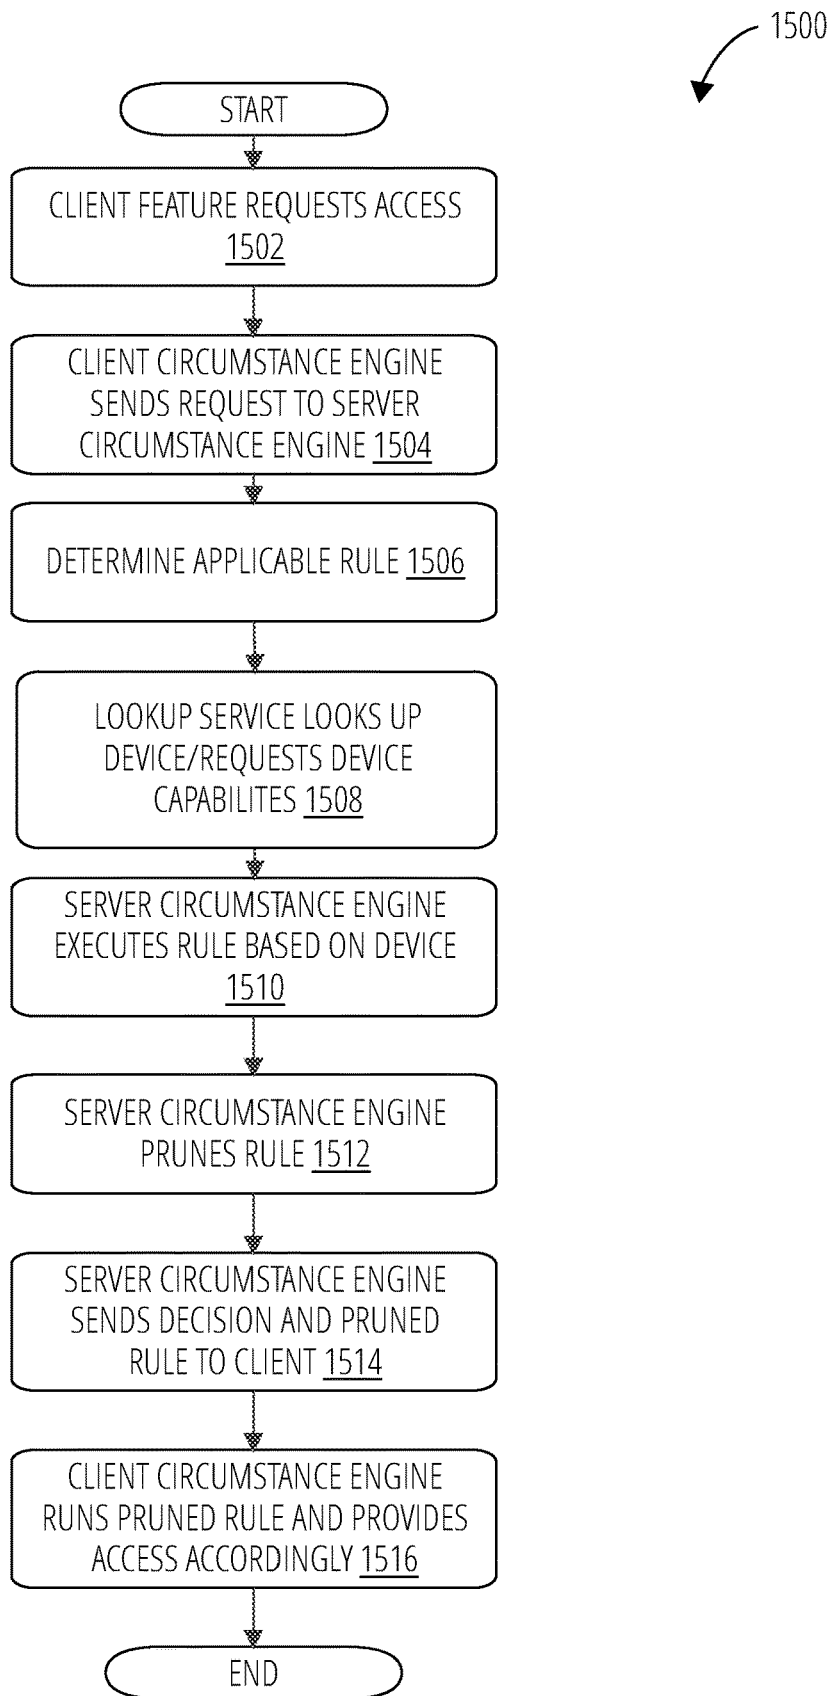 1500
START
CLIENT FEATURE REQUESTS ACCESS
1502
CLIENT CIRCUMSTANCE ENGINE
SENDS REQUEST TO SERVER
CIRCUMSTANCE ENGINE 1504
DETERMINE APPLICABLE RULE 1506
LOOKUP SERVICE LOOKS UP
DEVICE/REQUESTS DEVICE
CAPABILITES 1508
SERVER CIRCUMSTANCE ENGINE
EXECUTES RULE BASED ON DEVICE
1510
SERVER CIRCUMSTANCE ENGINE
PRUNES RULE 1512
SERVER CIRCUMSTANCE ENGINE
SENDS DECISION AND PRUNED
RULE TO CLIENT 1514
CLIENT CIRCUMSTANCE ENGINE
RUNS PRUNED RULE AND PROVIDES
ACCESS ACCORDINGLY 1516
END